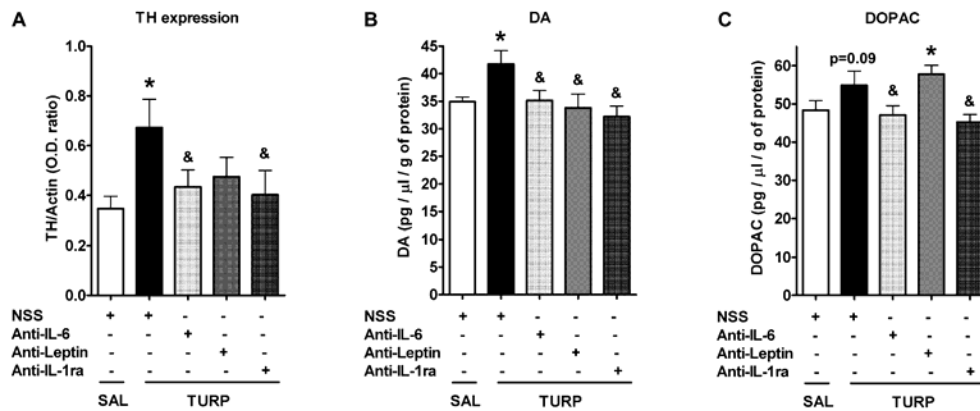 A
TH expression
TH/Actin (O.D. ratio)
1.0
0.8
0.6
0.4
0.2
0.0
*
&
&
NSS + + - - -
Anti-IL-6 - - + - -
Anti-Leptin - - - + -
Anti-IL-1ra - - - - +
SAL TURP
B
DA
DA (pg / µl / g of protein)
45
40
35
30
25
20
15
10
5
0
*
&
&
&
NSS + + - - -
Anti-IL-6 - - + - -
Anti-Leptin - - - + -
Anti-IL-1ra - - - - +
SAL TURP
C
DOPAC
DOPAC (pg / µl / g of protein)
60
50
40
30
20
10
0
p=0.09
&
*
&
NSS + + - - -
Anti-IL-6 - - + - -
Anti-Leptin - - - + -
Anti-IL-1ra - - - - +
SAL TURP